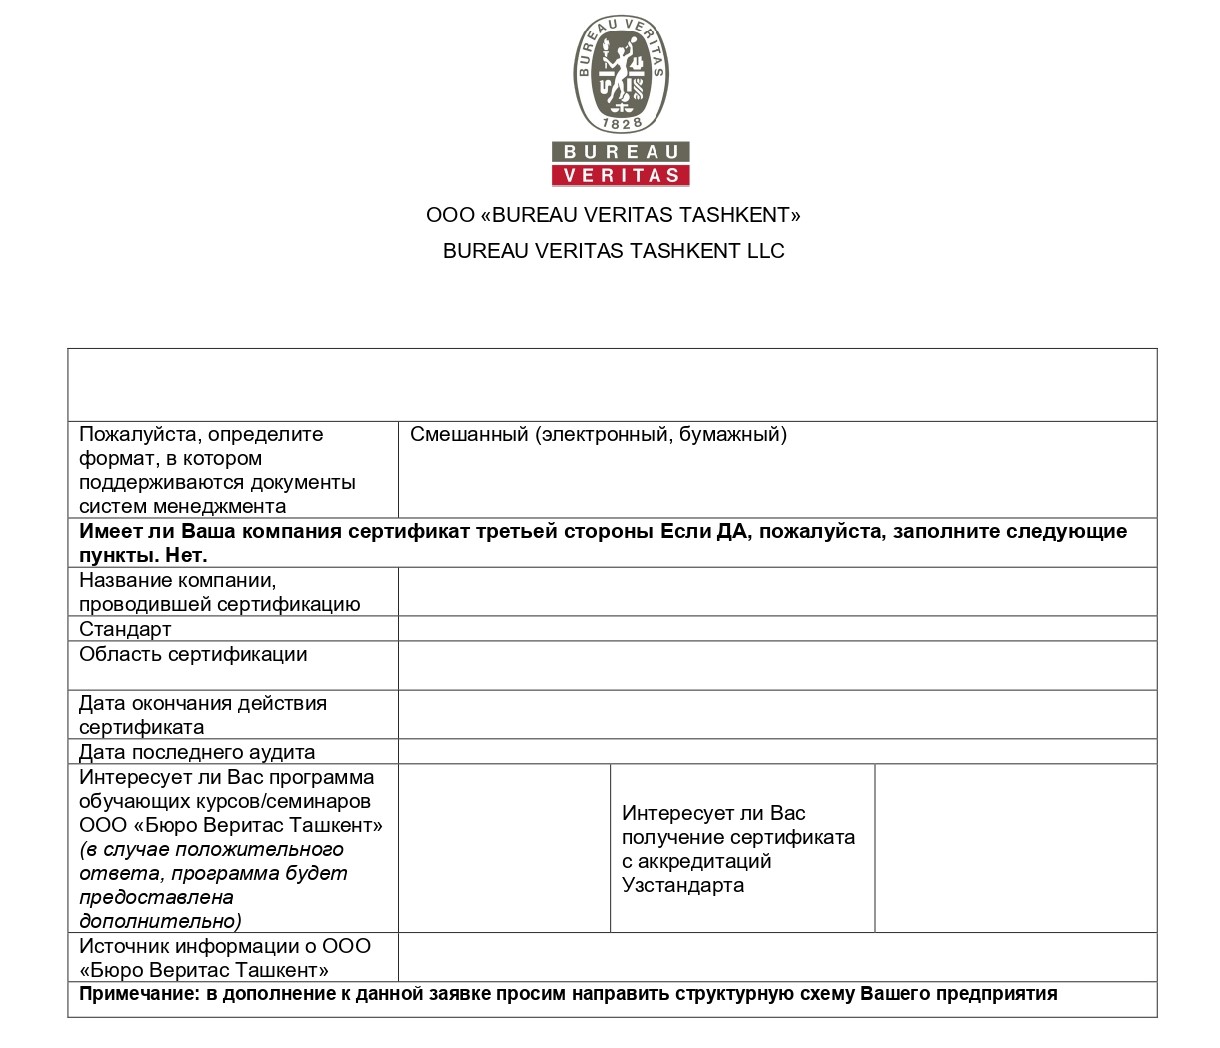 BUREAU VERITAS
1828
BUREAU
VERITAS
ООО «BUREAU VERITAS TASHKENT»
BUREAU VERITAS TASHKENT LLC
Пожалуйста, определите
формат, в котором
поддерживаются документы
систем менеджмента
Смешанный (электронный, бумажный)
Имеет ли Ваша компания сертификат третьей стороны Если ДА, пожалуйста, заполните следующие
пункты. Нет.
Название компании,
проводившей сертификацию
Стандарт
Область сертификации
Дата окончания действия
сертификата
Дата последнего аудита
Интересует ли Вас программа
обучающих курсов/семинаров
ООО «Бюро Веритас Ташкент»
(в случае положительного
ответа, программа будет
предоставлена
дополнительно)
Интересует ли Вас
получение сертификата
с аккредитаций
Узстандарта
Источник информации о ООО
«Бюро Веритас Ташкент»
Примечание: в дополнение к данной заявке просим направить структурную схему Вашего предприятия